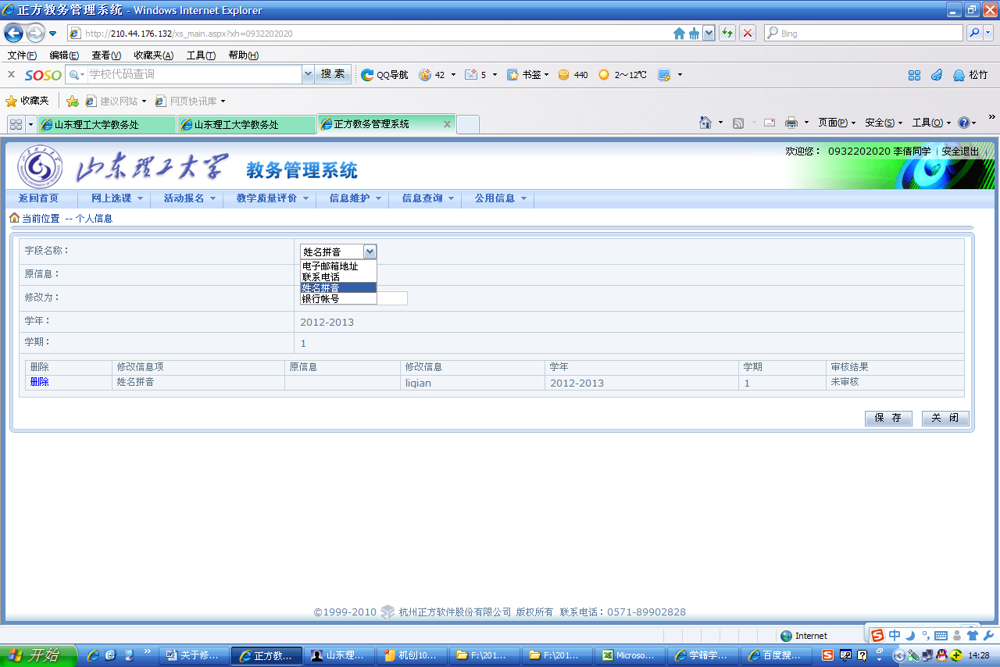 正方教务管理系统 - Windows Internet Explorer
http://210.44.176.132/xs_main.aspx?xh=0932202020
Bing
文件(F) 编辑(E) 查看(V) 收藏夹(A) 工具(T) 帮助(H)
x SOSO 学校代码查询 搜 索 QQ导航 42 5 书签 440 2～12℃ 松竹
收藏夹 建议网站 网页快讯库
山东理工大学教务处 山东理工大学教务处 正方教务管理系统 页面(P) 安全(S) 工具(O) »
山东理工大学 教务管理系统
欢迎您： 0932202020 李倩同学 | 安全退出
返回首页 网上选课 活动报名 教学质量评价 信息维护 信息查询 公用信息
当前位置 -- 个人信息
字段名称： 姓名拼音
电子邮箱地址
联系电话
姓名拼音
银行帐号
原信息：
修改为：
学年： 2012-2013
学期： 1
删除 修改信息项 原信息 修改信息 学年 学期 审核结果
删除 姓名拼音 liqian 2012-2013 1 未审核
保 存 关 闭
©1999-2010 杭州正方软件股份有限公司 版权所有 联系电话：0571-89902828
Internet 中
开始 » 关于修... 正方教... 山东理... 机创10... F:\201... F:\201... Microso... 学籍学... 百度搜... 14:28